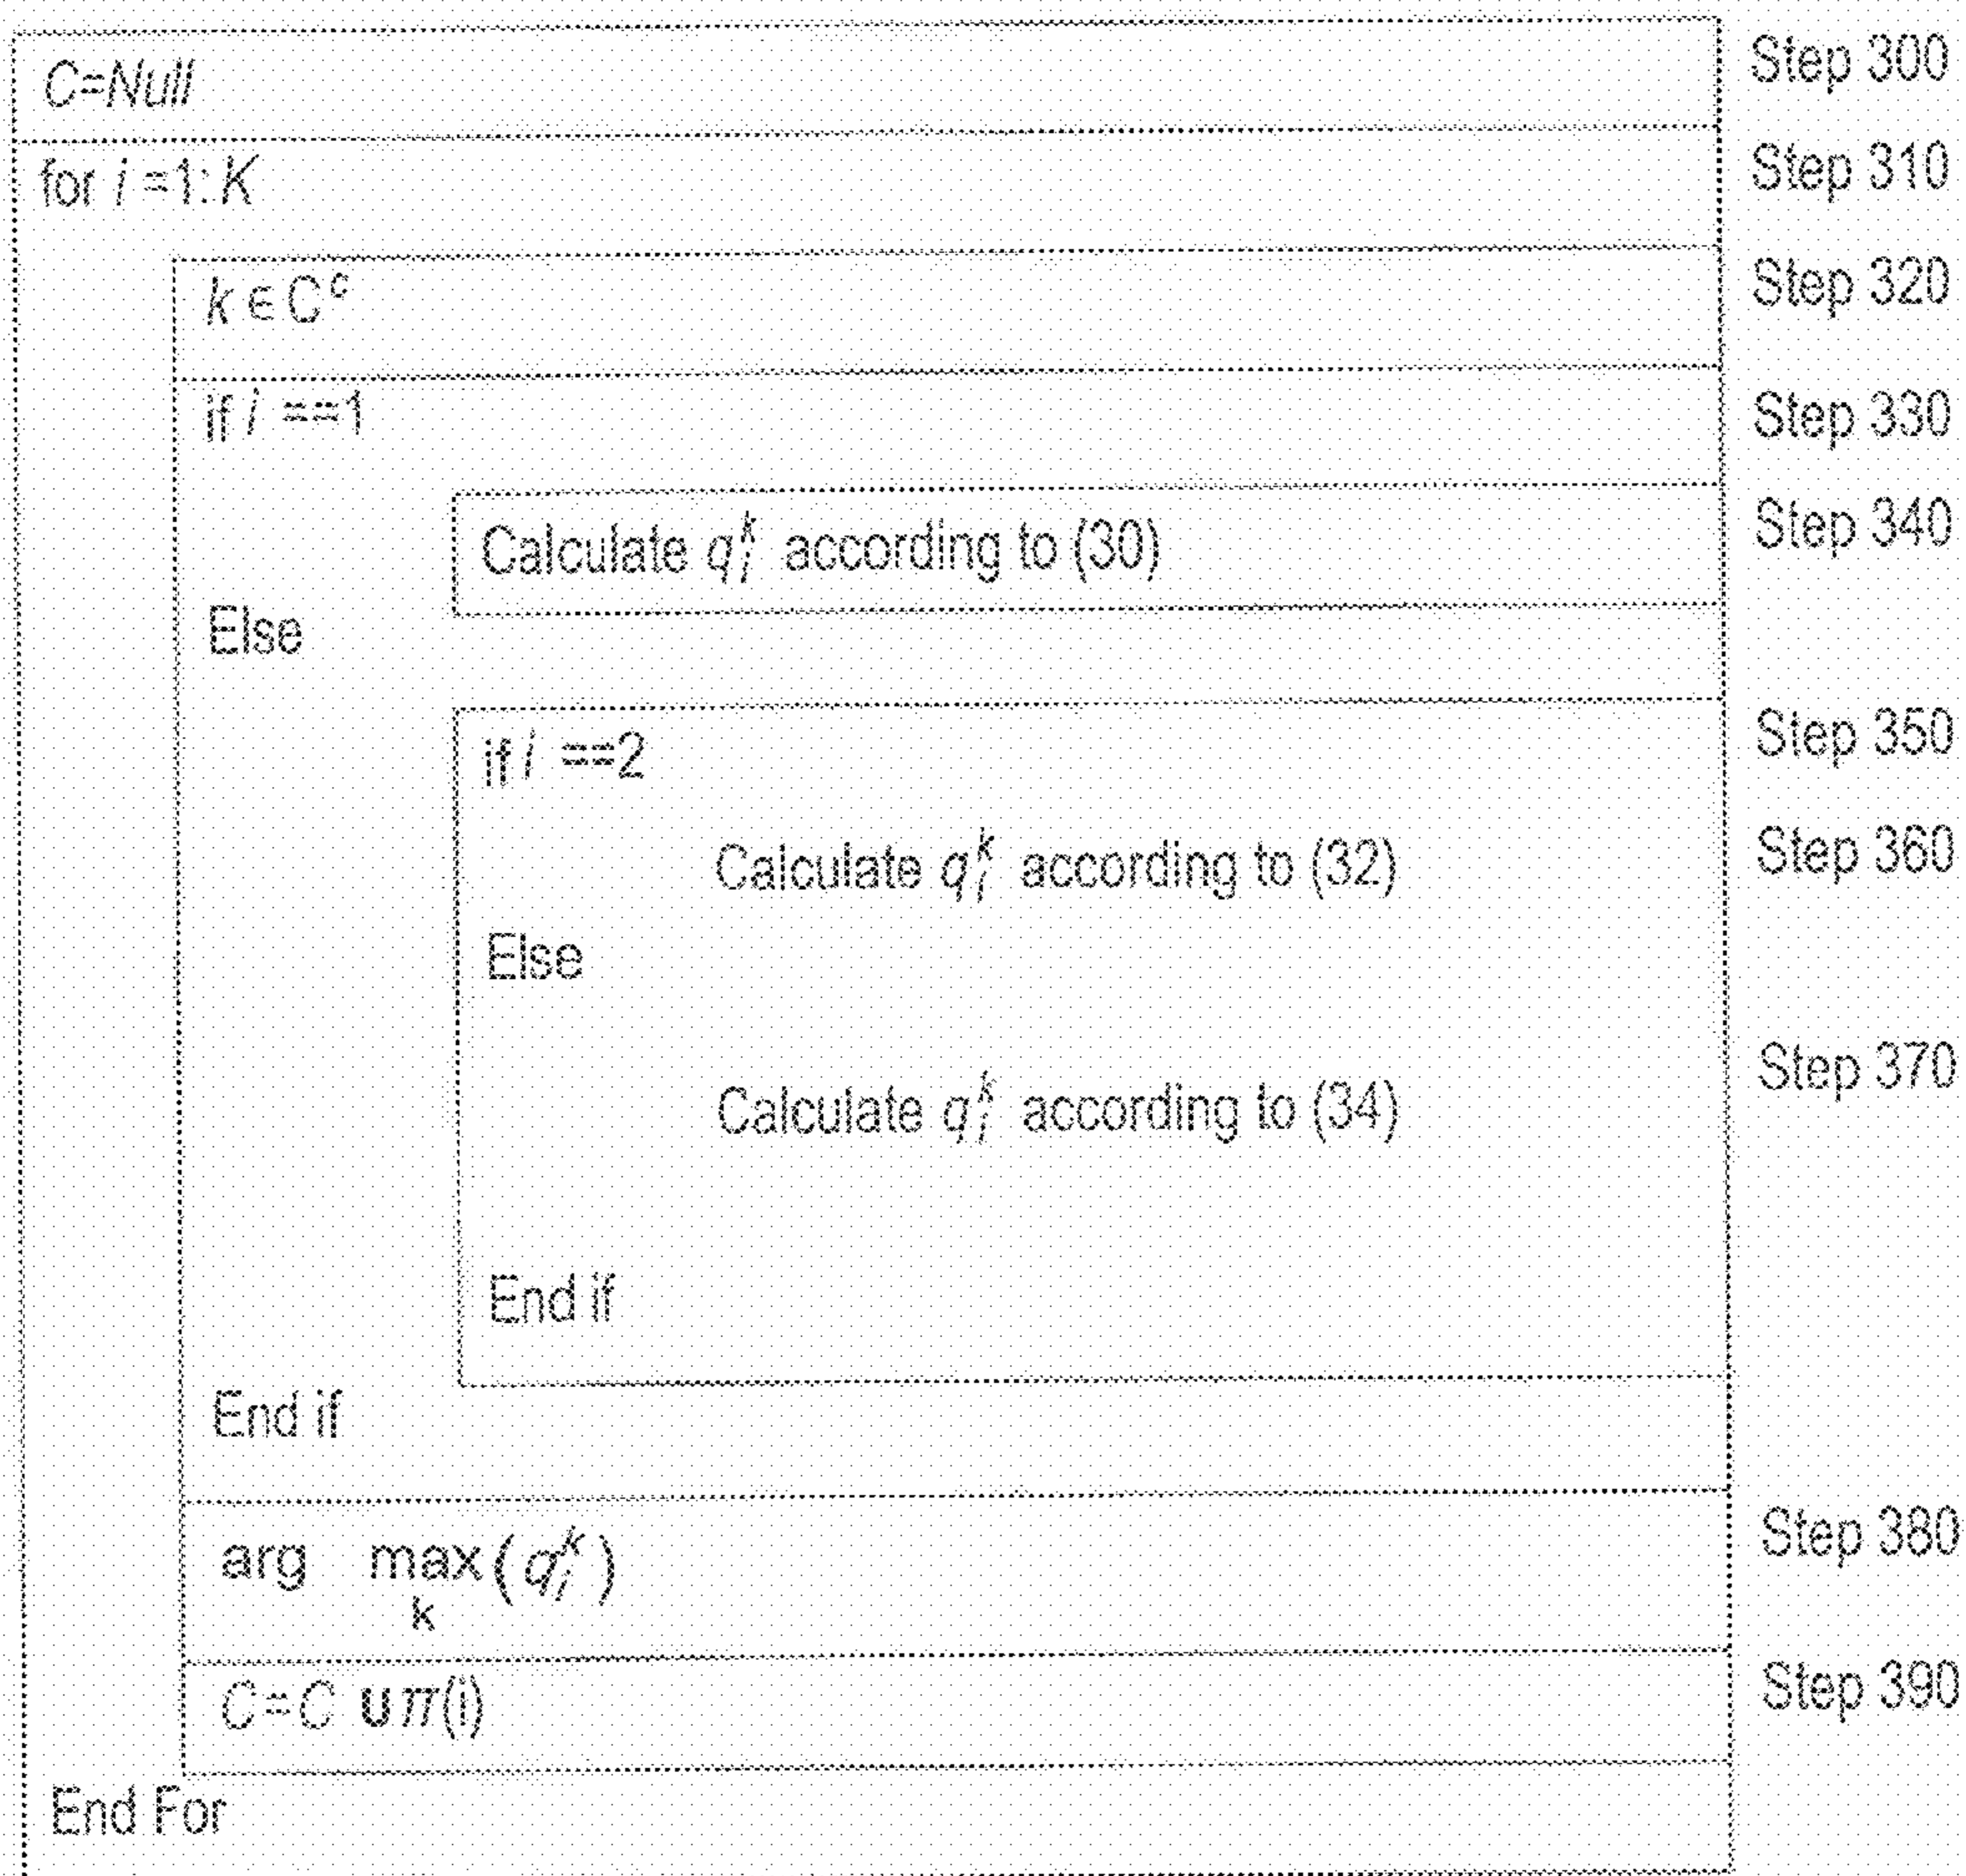 C=Null Step 300
for i =1:K Step 310
k ∈ C^c Step 320
if i ==1 Step 330
Calculate q_i^k according to (30) Step 340
Else
if i ==2 Step 350
Calculate q_i^k according to (32) Step 360
Else
Calculate q_i^k according to (34) Step 370
End if
End if
arg max_k (q_i^k) Step 380
C=C ∪ π(i) Step 390
End For